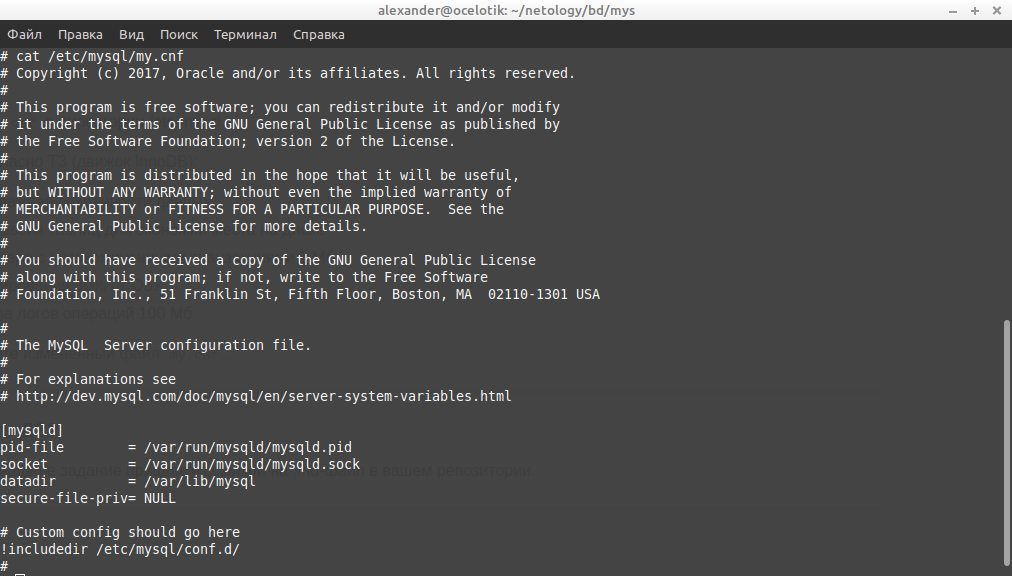 alexander@ocelotik: ~/netology/bd/mys
Файл Правка Вид Поиск Терминал Справка
# cat /etc/mysql/my.cnf
# Copyright (c) 2017, Oracle and/or its affiliates. All rights reserved.
#
# This program is free software; you can redistribute it and/or modify
# it under the terms of the GNU General Public License as published by
# the Free Software Foundation; version 2 of the License.
#
# This program is distributed in the hope that it will be useful,
# but WITHOUT ANY WARRANTY; without even the implied warranty of
# MERCHANTABILITY or FITNESS FOR A PARTICULAR PURPOSE.  See the
# GNU General Public License for more details.
#
# You should have received a copy of the GNU General Public License
# along with this program; if not, write to the Free Software
# Foundation, Inc., 51 Franklin St, Fifth Floor, Boston, MA  02110-1301 USA
#
# The MySQL  Server configuration file.
#
# For explanations see
# http://dev.mysql.com/doc/mysql/en/server-system-variables.html
[mysqld]
pid-file        = /var/run/mysqld/mysqld.pid
socket          = /var/run/mysqld/mysqld.sock
datadir         = /var/lib/mysql
secure-file-priv= NULL
# Custom config should go here
!includedir /etc/mysql/conf.d/
#